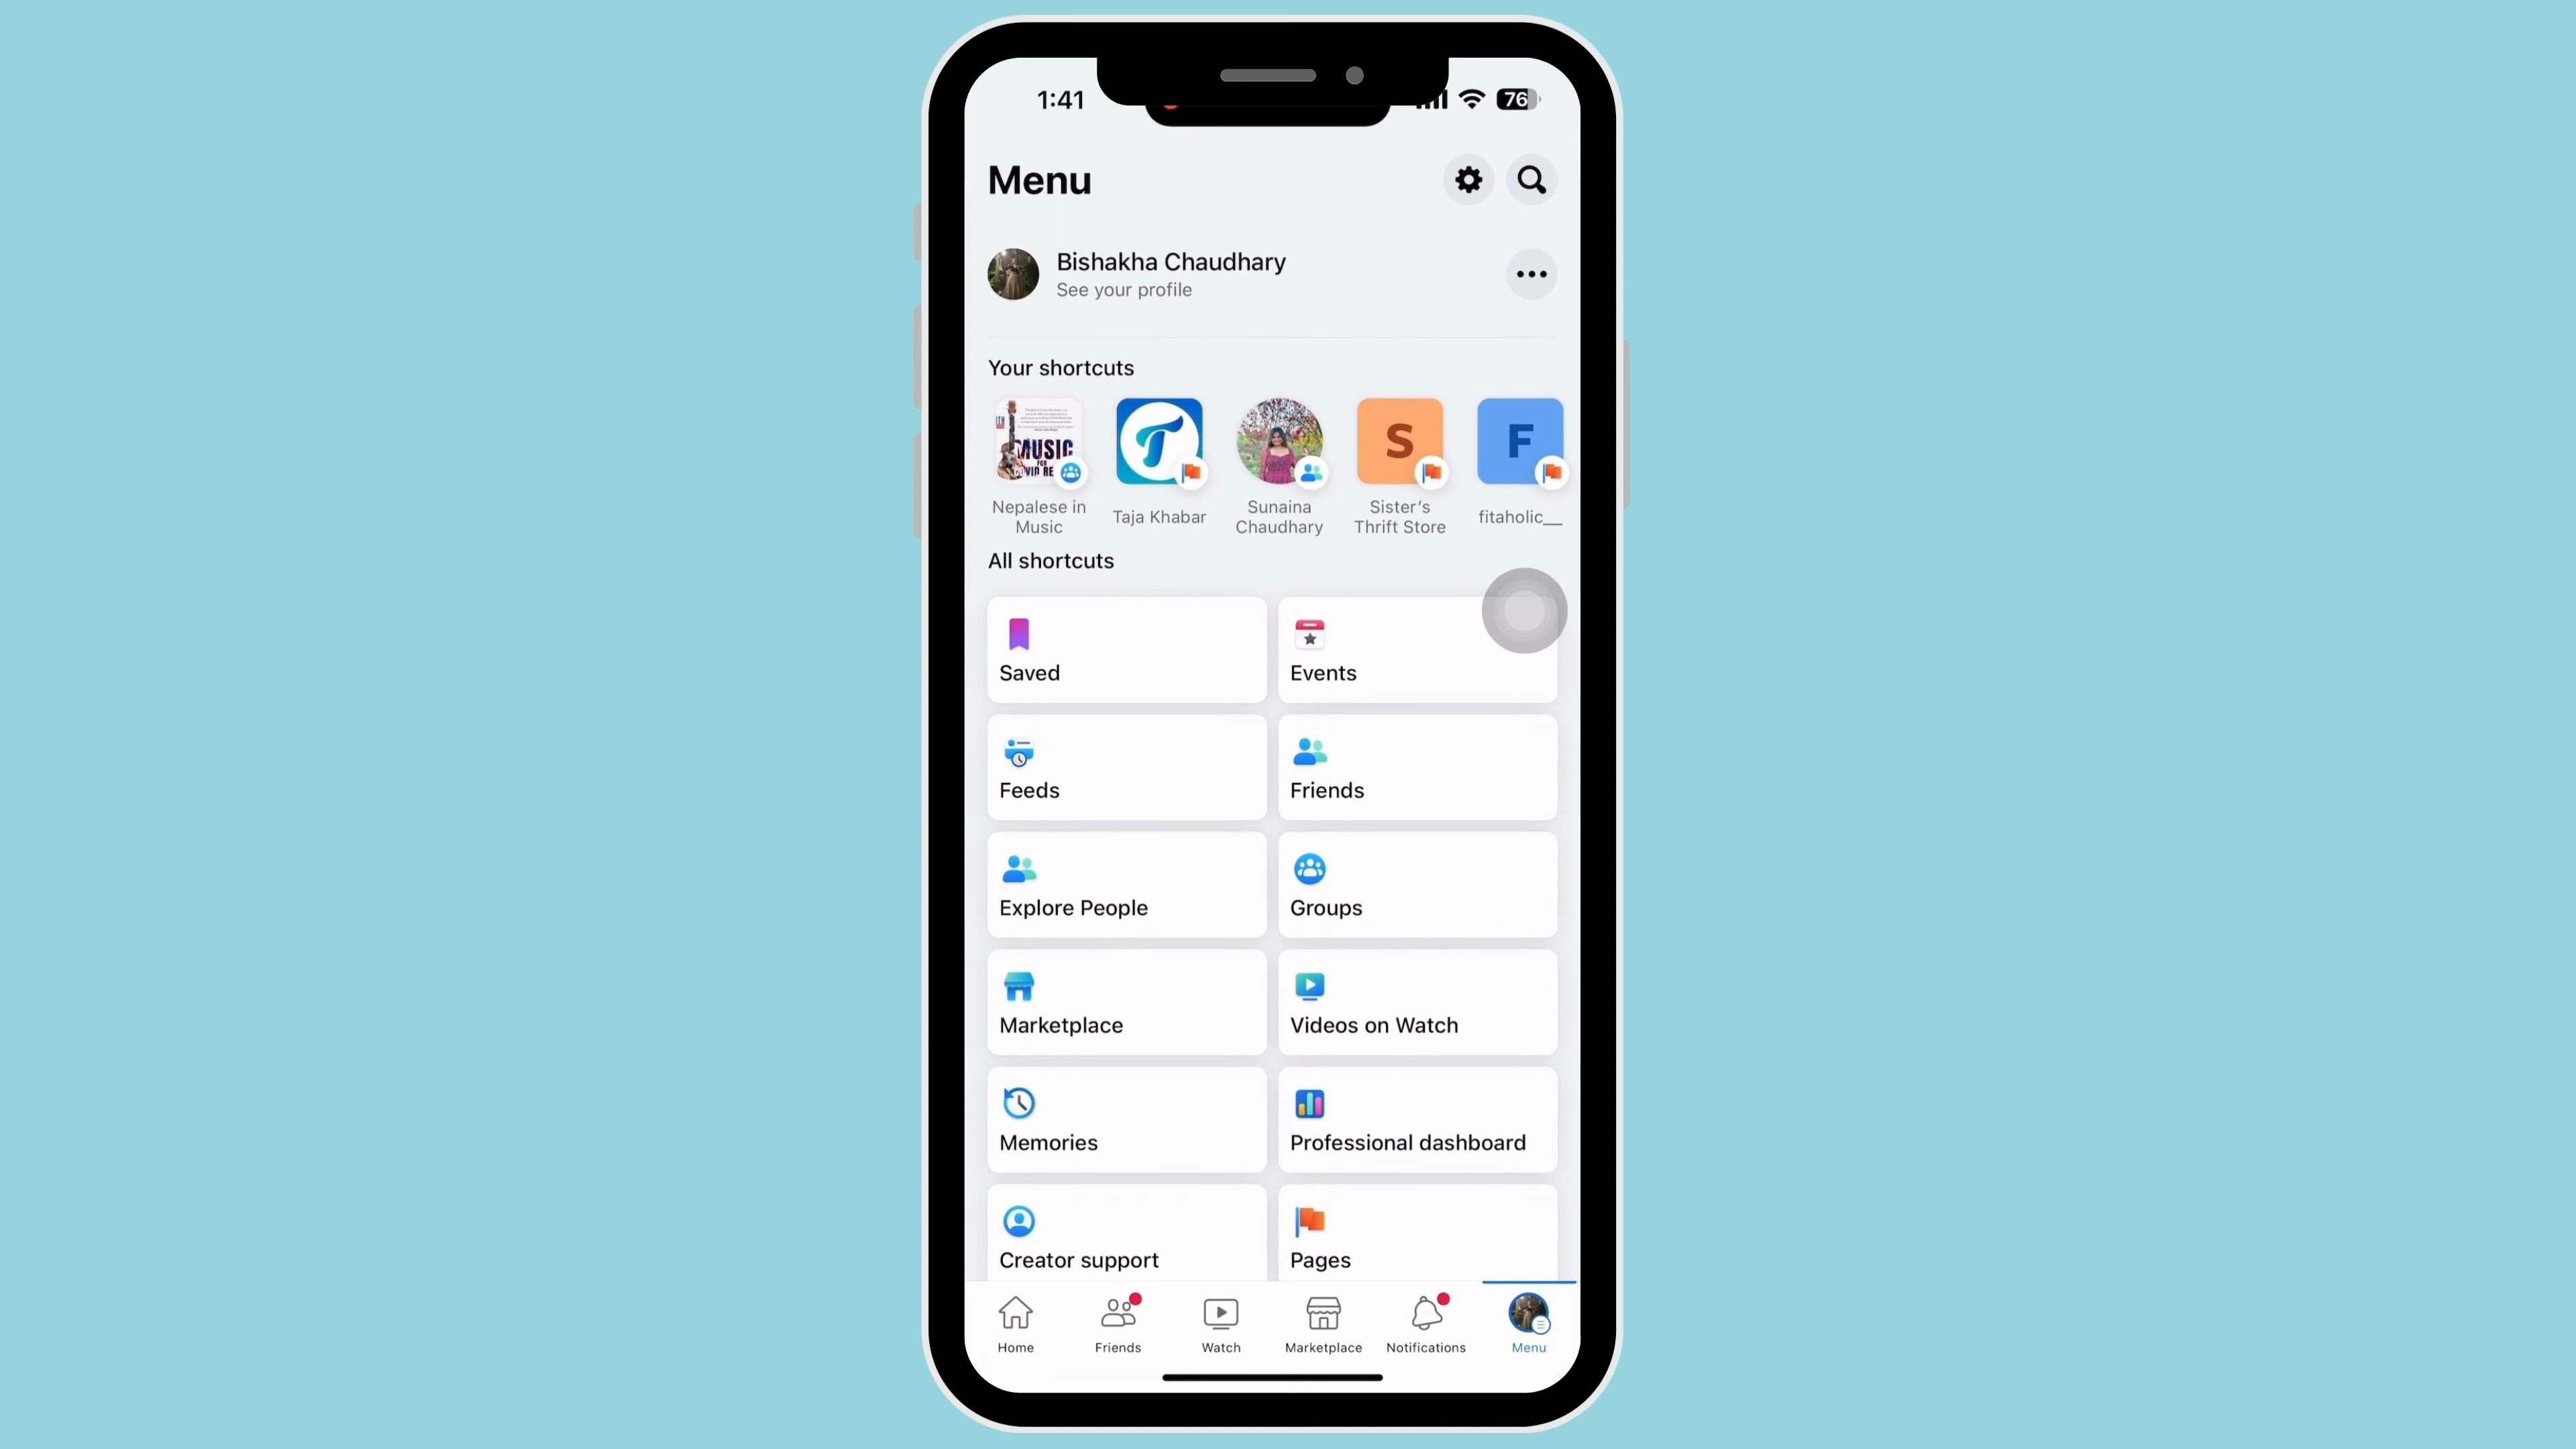 1:41
76
Menu
Bishakha Chaudhary
See your profile
Your shortcuts
MUSIC
FOR
Nepalese in
Music
Taja Khabar
Sunaina
Chaudhary
S
Sister’s
Thrift Store
F
fitaholic__
All shortcuts
Saved
Events
Feeds
Friends
Explore People
Groups
Marketplace
Videos on Watch
Memories
Professional dashboard
Creator support
Pages
Home
Friends
Watch
Marketplace
Notifications
Menu